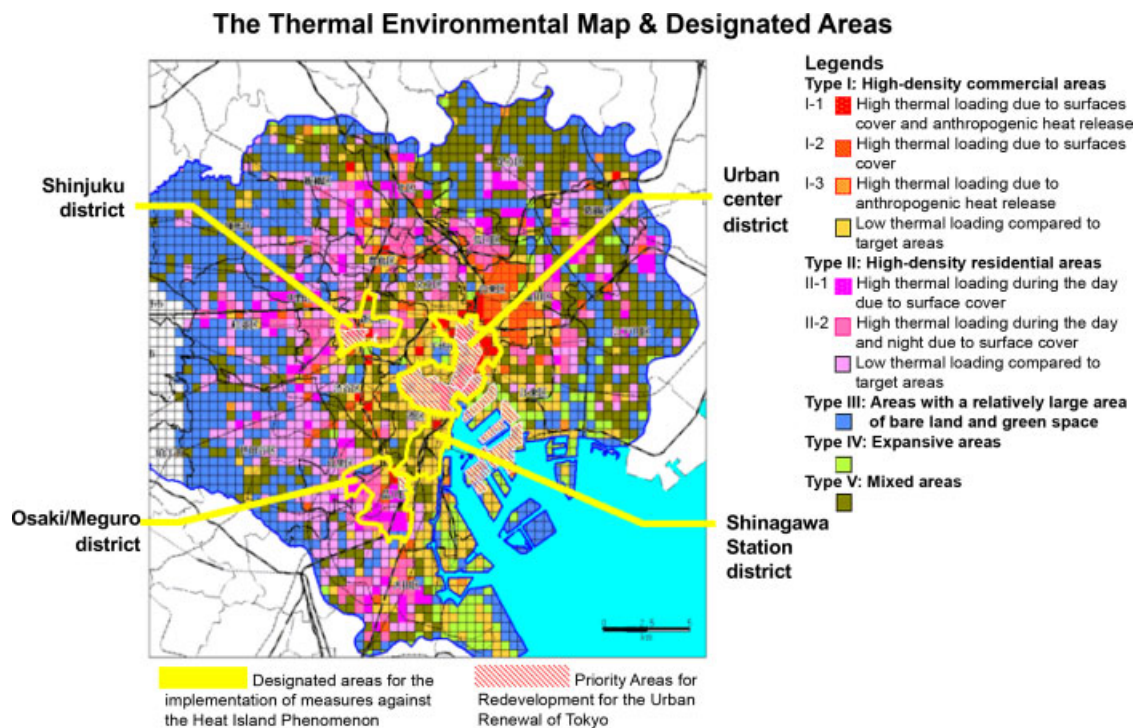 The Thermal Environmental Map & Designated Areas
Shinjuku
district
Osaki/Meguro
district
Urban
center
district
Shinagawa
Station
district
0 2.5 5
km
Designated areas for the
implementation of measures against
the Heat Island Phenomenon
Priority Areas for
Redevelopment for the Urban
Renewal of Tokyo
Legends
Type I: High-density commercial areas
I-1 High thermal loading due to surfaces
cover and anthropogenic heat release
I-2 High thermal loading due to surfaces
cover
I-3 High thermal loading due to
anthropogenic heat release
Low thermal loading compared to
target areas
Type II: High-density residential areas
II-1 High thermal loading during the day
due to surface cover
II-2 High thermal loading during the day
and night due to surface cover
Low thermal loading compared to
target areas
Type III: Areas with a relatively large area
of bare land and green space
Type IV: Expansive areas
Type V: Mixed areas